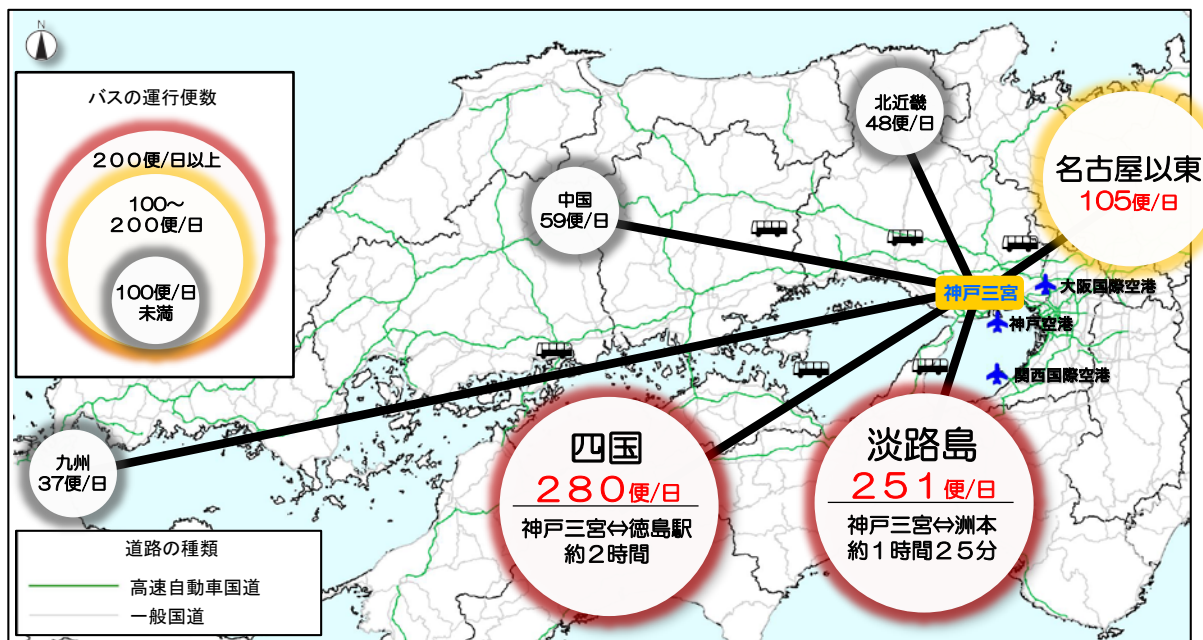 N
バスの運行便数
200便/日以上
100～
200便/日
100便/日
未満
北近畿
48便/日
名古屋以東
105便/日
中国
59便/日
神戸三宮
大阪国際空港
神戸空港
関西国際空港
九州
37便/日
四国
280便/日
神戸三宮⇔徳島駅
約2時間
淡路島
251便/日
神戸三宮⇔洲本
約1時間25分
道路の種類
高速自動車国道
一般国道